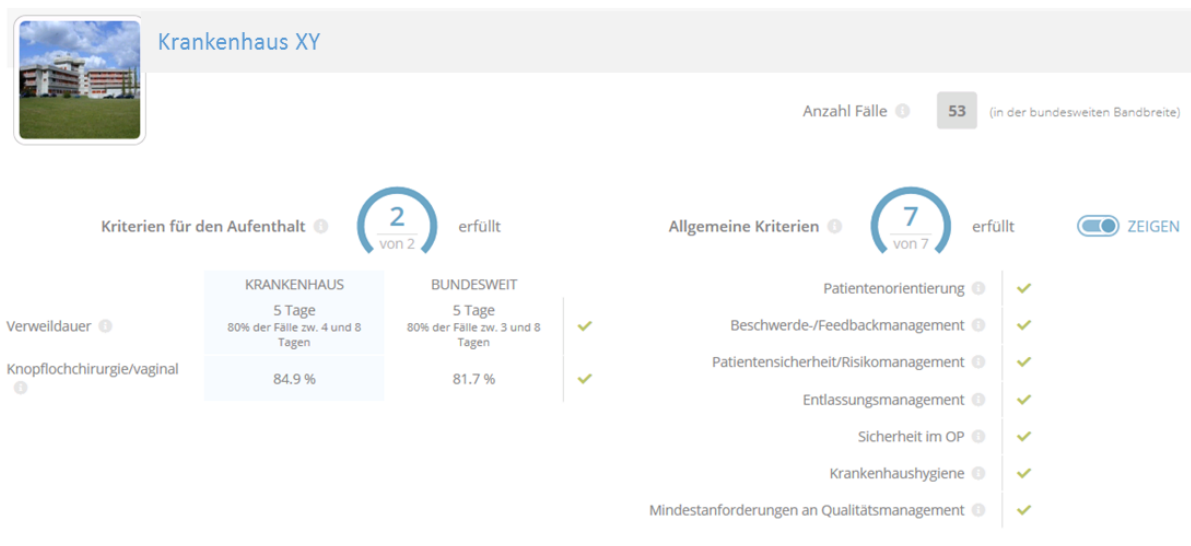 Krankenhaus XY
Anzahl Fälle i 53 (in der bundesweiten Bandbreite)
Kriterien für den Aufenthalt i 2 von 2 erfüllt
Allgemeine Kriterien i 7 von 7 erfüllt ZEIGEN
KRANKENHAUS BUNDESWEIT
Verweildauer i
5 Tage
80% der Fälle zw. 4 und 8
Tagen
5 Tage
80% der Fälle zw. 3 und 8
Tagen
Knopflochchirurgie/vaginal
i
84.9 % 81.7 %
Patientenorientierung i
Beschwerde-/Feedbackmanagement i
Patientensicherheit/Risikomanagement i
Entlassungsmanagement i
Sicherheit im OP i
Krankenhaushygiene i
Mindestanforderungen an Qualitätsmanagement i